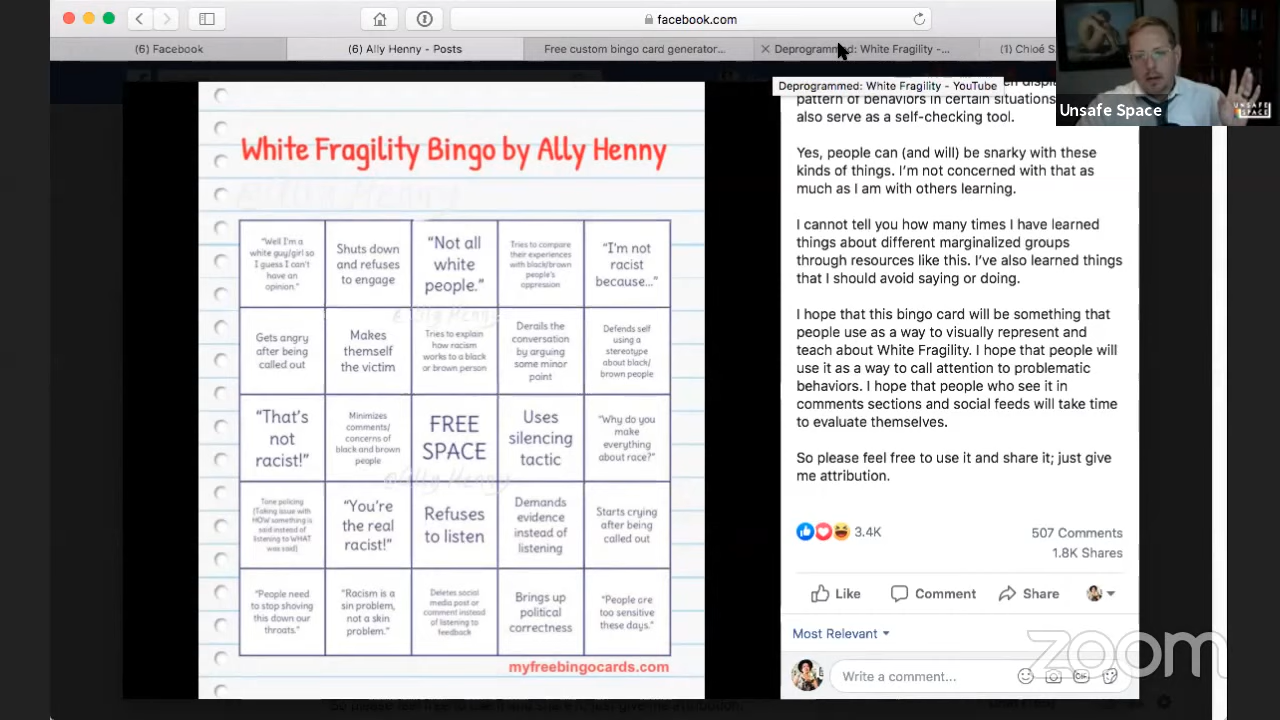 facebook.com
(6) Facebook
(6) Ally Henny - Posts
Free custom bingo card generator...
Deprogrammed: White Fragility -...
(1) Chloé S
Deprogrammed: White Fragility - YouTube
Unsafe Space
UNSAFE
SPACE
White Fragility Bingo by Ally Henny
"Well I'm a
white guy/girl so
I guess I can't
have an
opinion."
Shuts down
and refuses
to engage
"Not all
white
people."
Tries to compare
their experiences
with black/brown
people's
oppression
"I'm not
racist
because..."
Gets angry
after being
called out
Makes
themself
the victim
Tries to explain
how racism
works to a black
or brown person
Derails the
conversation
by arguing
some minor
point
Defends self
using a
stereotype
about black/
brown people
"That's
not
racist!"
Minimizes
comments/
concerns of
black and brown
people
FREE
SPACE
Uses
silencing
tactic
"Why do you
make
everything
about race?"
Tone policing
(Taking issue with
HOW something is
said instead of
listening to WHAT
was said)
"You're
the real
racist!"
Refuses
to listen
Demands
evidence
instead of
listening
Starts crying
after being
called out
"People need
to stop shoving
this down our
throats."
"Racism is a
sin problem,
not a skin
problem."
Deletes social
media post or
comment instead
of listening to
feedback
Brings up
political
correctness
"People are
too sensitive
these days."
myfreebingocards.com
@Ally Henny
@Ally Henny
pattern of behaviors in certain situations
also serve as a self-checking tool.
Yes, people can (and will) be snarky with these
kinds of things. I'm not concerned with that as
much as I am with others learning.
I cannot tell you how many times I have learned
things about different marginalized groups
through resources like this. I've also learned things
that I should avoid saying or doing.
I hope that this bingo card will be something that
people use as a way to visually represent and
teach about White Fragility. I hope that people will
use it as a way to call attention to problematic
behaviors. I hope that people who see it in
comments sections and social feeds will take time
to evaluate themselves.
So please feel free to use it and share it; just give
me attribution.
3.4K
507 Comments
1.8K Shares
Like
Comment
Share
Most Relevant
Write a comment...
GIF
zoom